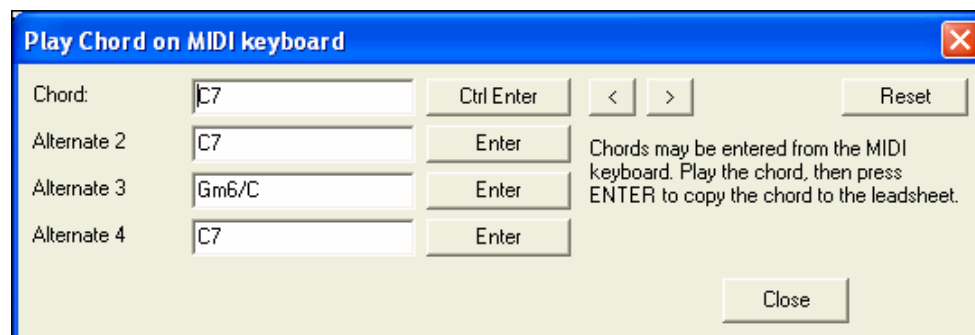 Play Chord on MIDI keyboard
Chord: C7 Ctrl Enter < > Reset
Alternate 2 C7 Enter
Alternate 3 Gm6/C Enter
Alternate 4 C7 Enter
Chords may be entered from the MIDI
keyboard. Play the chord, then press
ENTER to copy the chord to the leadsheet.
Close